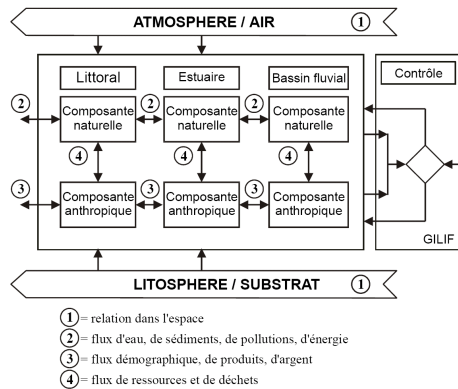 ATMOSPHERE / AIR 1
Littoral Estuaire Bassin fluvial Contrôle
2 Composante naturelle 2 Composante naturelle 2 Composante naturelle
4 4 4
3 Composante anthropique 3 Composante anthropique 3 Composante anthropique
GILIF
LITOSPHERE / SUBSTRAT 1
1 = relation dans l'espace
2 = flux d'eau, de sédiments, de pollutions, d'énergie
3 = flux démographique, de produits, d'argent
4 = flux de ressources et de déchets